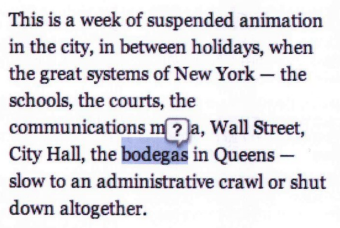 This is a week of suspended animation
in the city, in between holidays, when
the great systems of New York — the
schools, the courts, the
communications m?a, Wall Street,
City Hall, the bodegas in Queens —
slow to an administrative crawl or shut
down altogether.